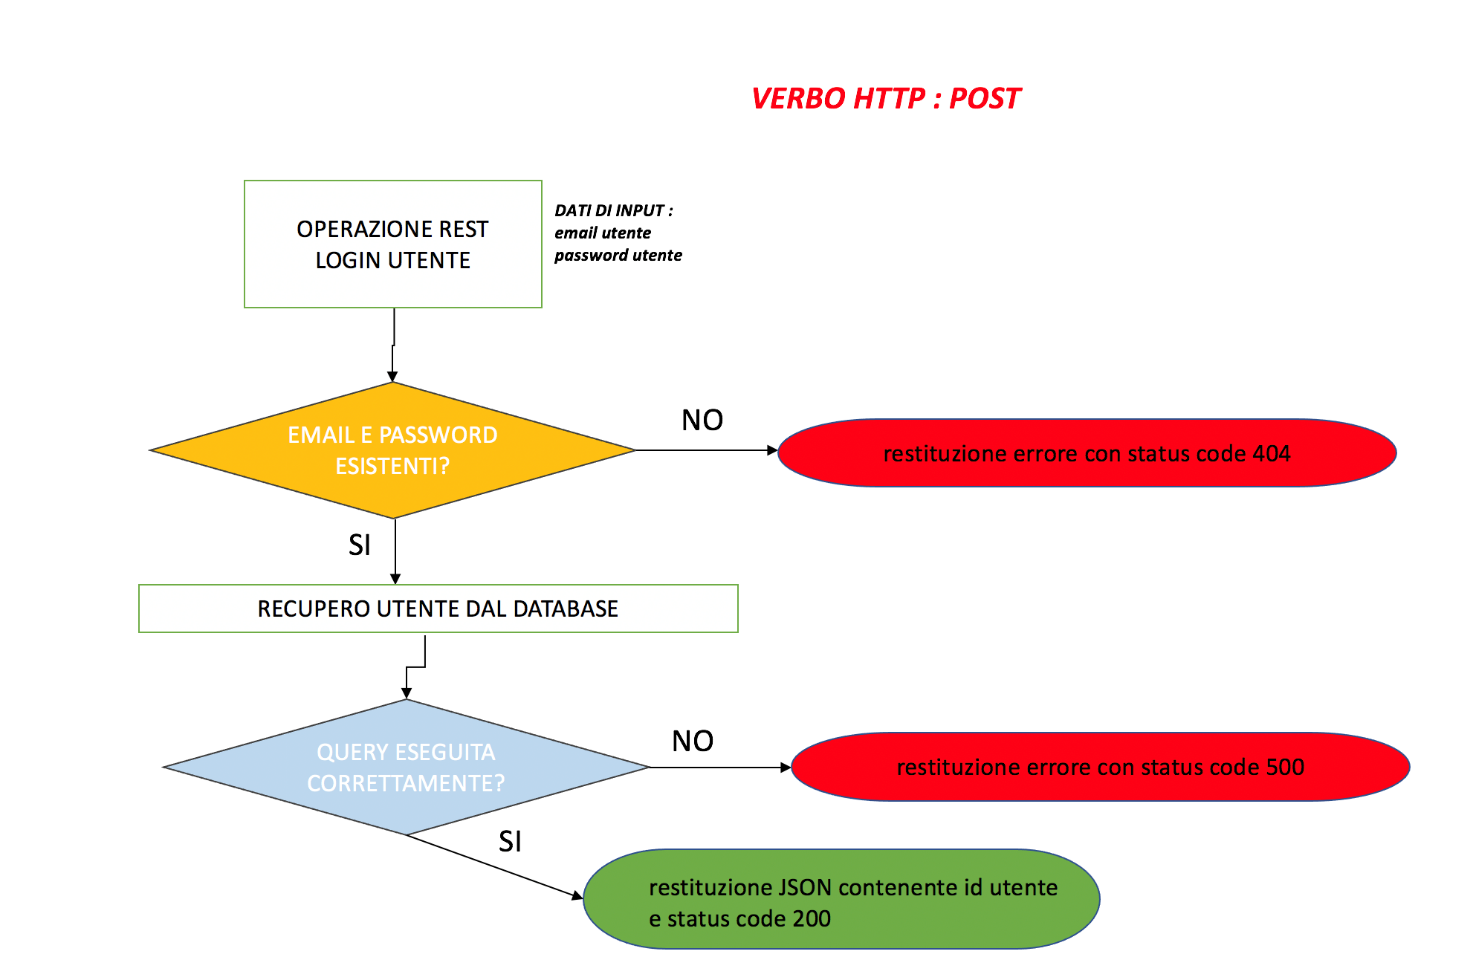 VERBO HTTP : POST
OPERAZIONE REST
LOGIN UTENTE
DATI DI INPUT :
email utente
password utente
EMAIL E PASSWORD
ESISTENTI?
NO
restituzione errore con status code 404
SI
RECUPERO UTENTE DAL DATABASE
QUERY ESEGUITA
CORRETTAMENTE?
NO
restituzione errore con status code 500
SI
restituzione JSON contenente id utente
e status code 200